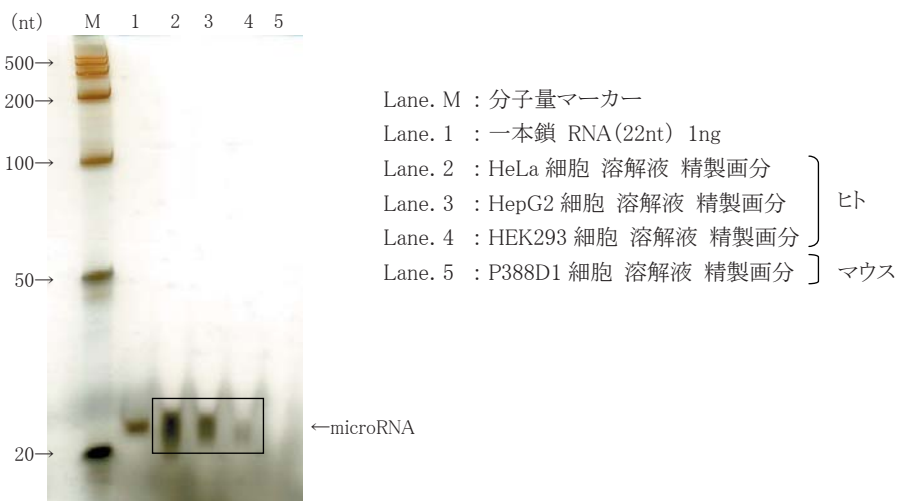 (nt) M 1 2 3 4 5
500→
200→
100→
50→
20→
←microRNA
Lane. M : 分子量マーカー
Lane. 1 : 一本鎖 RNA(22nt) 1ng
Lane. 2 : HeLa 細胞 溶解液 精製画分
Lane. 3 : HepG2 細胞 溶解液 精製画分
Lane. 4 : HEK293 細胞 溶解液 精製画分
ヒト
Lane. 5 : P388D1 細胞 溶解液 精製画分
マウス